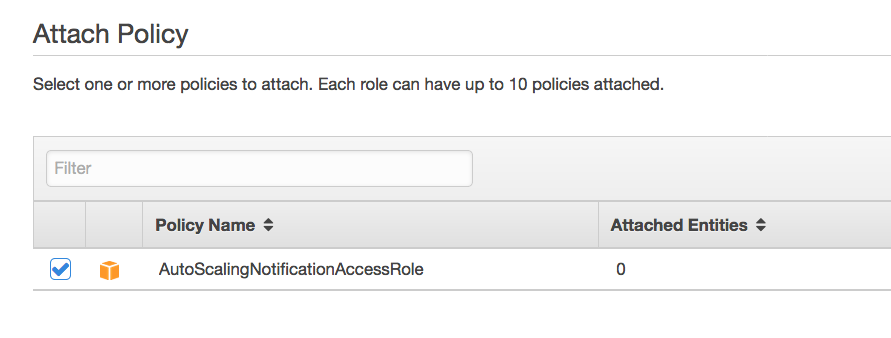 Attach Policy
Select one or more policies to attach. Each role can have up to 10 policies attached.
Filter
Policy Name Attached Entities
AutoScalingNotificationAccessRole 0